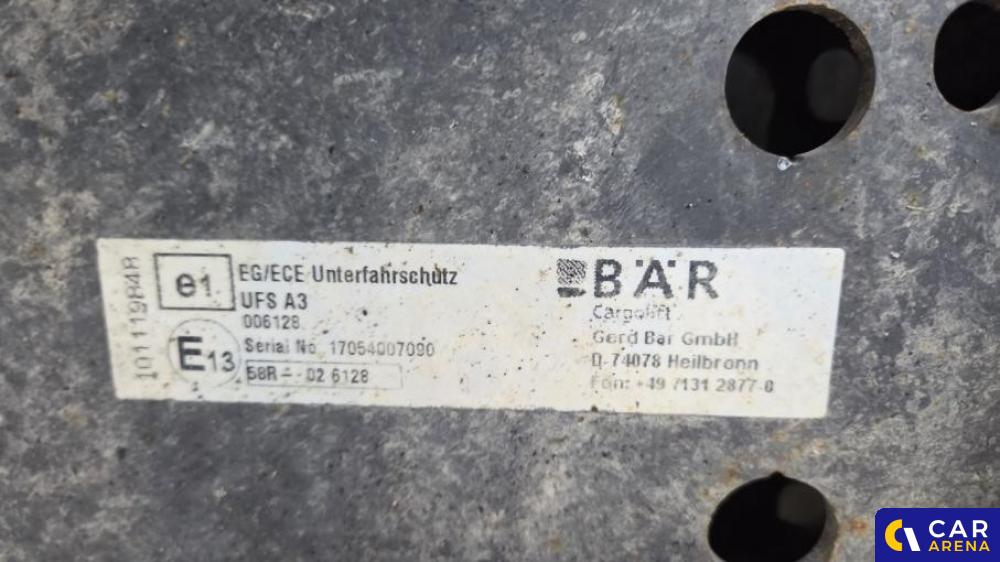 101119848
e1
EG/ECE Unterfahrschutz
UFS A3
006128
E13
Serial No. 17054007090
58R - 02 6128
BÄR
Cargolift
Gerd Bär GmbH
D-74078 Heilbronn
Fon: +49 7131 2877-0
CAR
ARENA